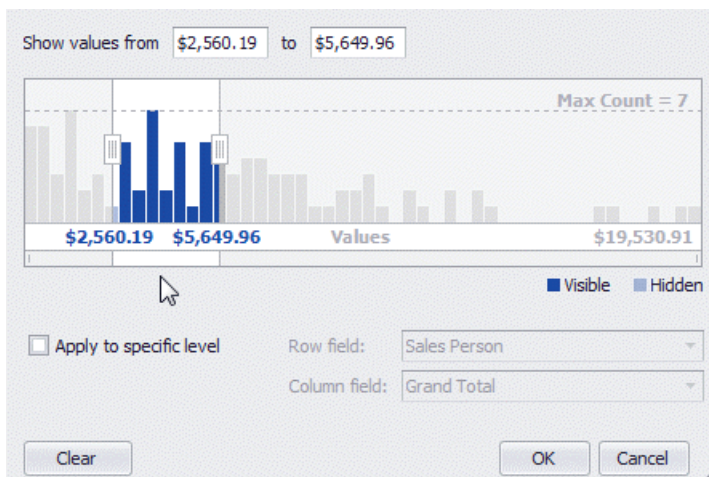 Show values from $2,560.19 to $5,649.96
Max Count = 7
$2,560.19 $5,649.96 Values $19,530.91
Visible Hidden
Apply to specific level Row field: Sales Person
Column field: Grand Total
Clear OK Cancel